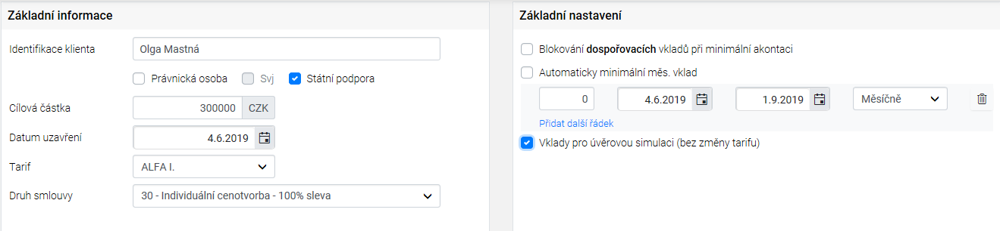 Základní informace
Identifikace klienta
Olga Mastná
Právnická osoba
Svj
Státní podpora
Cílová částka
300000 CZK
Datum uzavření
4.6.2019
Tarif
ALFA I.
Druh smlouvy
30 - Individuální cenotvorba - 100% sleva
Základní nastavení
Blokování dospořovacích vkladů při minimální akontaci
Automaticky minimální měs. vklad
0
4.6.2019
1.9.2019
Měsíčně
Přidat další řádek
Vklady pro úvěrovou simulaci (bez změny tarifu)